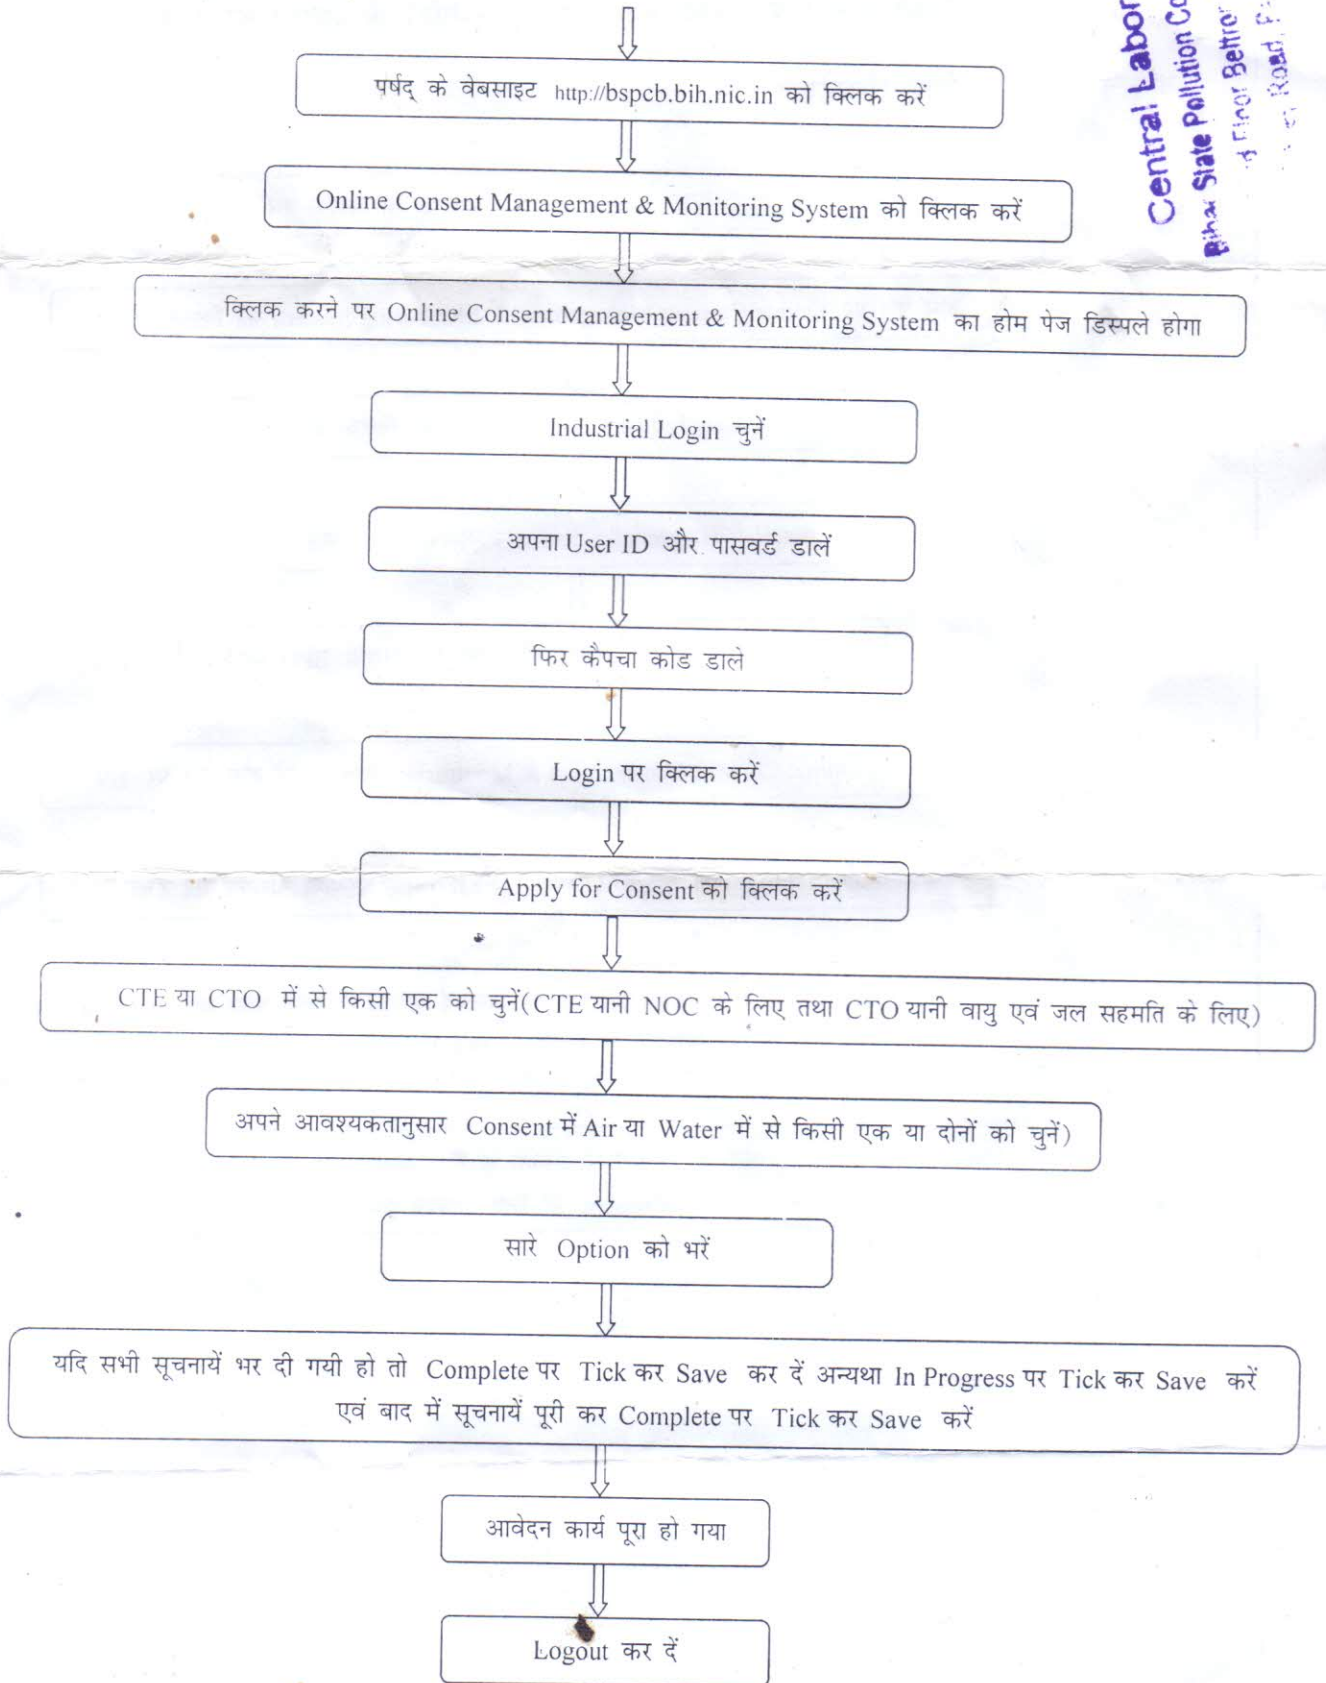 Central
Bihar State Pollution
Road,
पर्षद् के वेबसाइट http://bspcb.bih.nic.in को क्लिक करें
Online Consent Management & Monitoring System को क्लिक करें
क्लिक करने पर Online Consent Management & Monitoring System का होम पेज डिस्पले होगा
Industrial Login चुनें
अपना User ID और पासवर्ड डालें
फिर कैपचा कोड डाले
Login पर क्लिक करें
Apply for Consent को क्लिक करें
CTE या CTO में से किसी एक को चुनें(CTE यानी NOC के लिए तथा CTO यानी वायु एवं जल सहमति के लिए)
अपने आवश्यकतानुसार Consent में Air या Water में से किसी एक या दोनों को चुनें)
सारे Option को भरें
यदि सभी सूचनायें भर दी गयी हो तो Complete पर Tick कर Save कर दें अन्यथा In Progress पर Tick कर Save करें
एवं बाद में सूचनायें पूरी कर Complete पर Tick कर Save करें
आवेदन कार्य पूरा हो गया
Logout कर दें